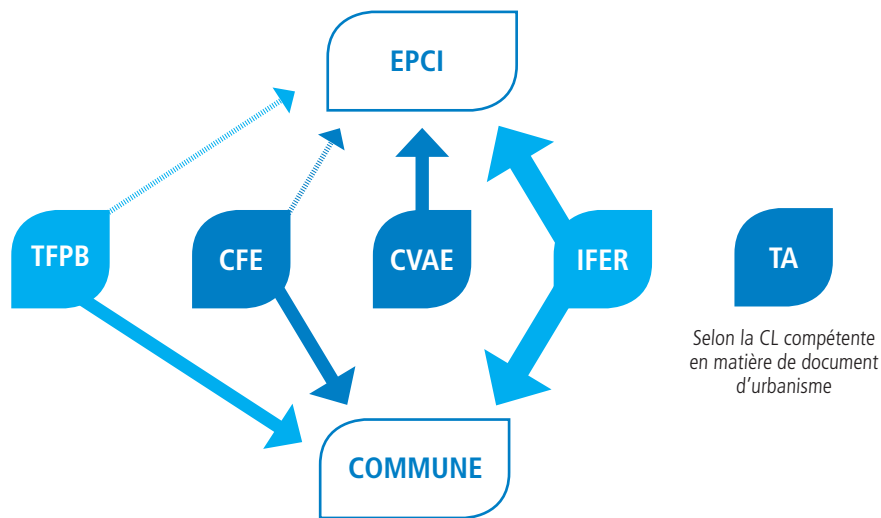 EPCI
TFPB
CFE
CVAE
IFER
TA
Selon la CL compétente
en matière de document
d’urbanisme
COMMUNE